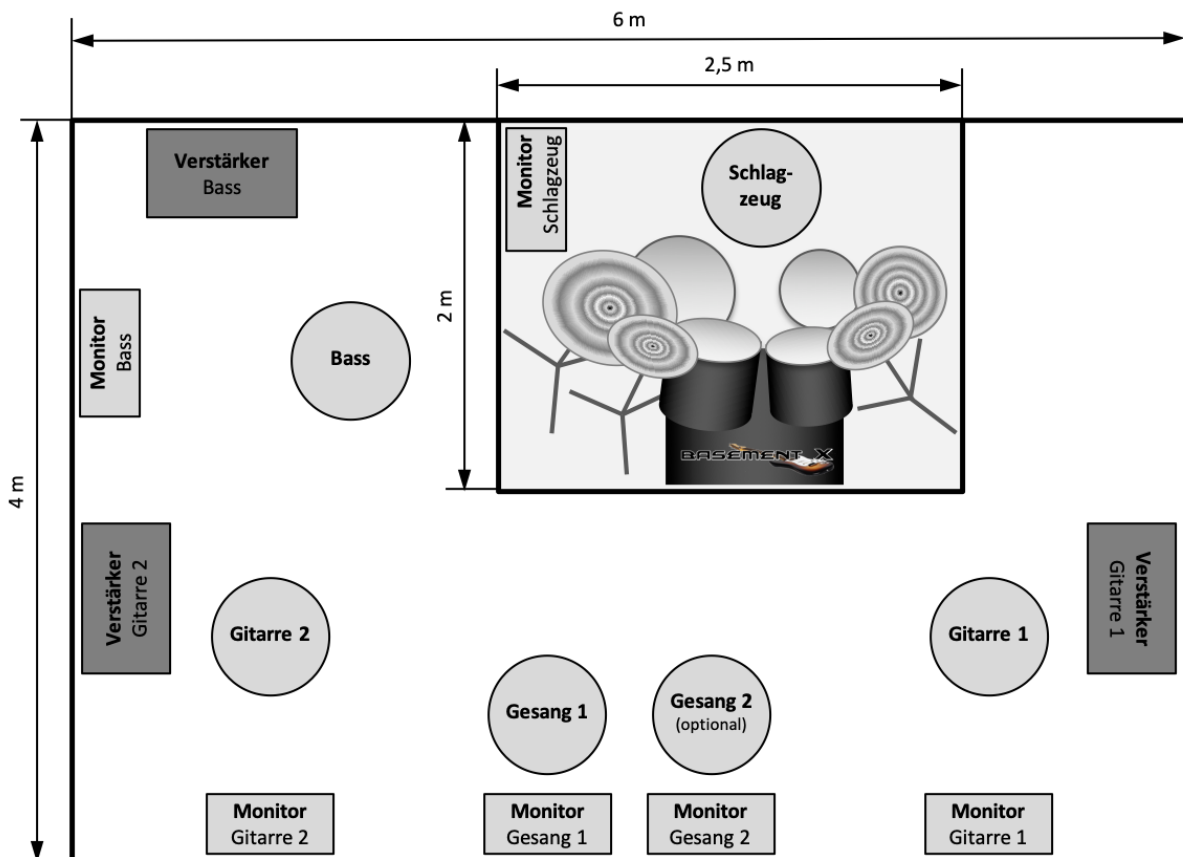 6 m
2,5 m
Verstärker
Bass
Monitor
Schlagzeug
Schlag-
zeug
2 m
Monitor
Bass
Bass
BASEMENT X
4 m
Verstärker
Gitarre 2
Verstärker
Gitarre 1
Gitarre 2
Gitarre 1
Gesang 1
Gesang 2
(optional)
Monitor
Gitarre 2
Monitor
Gesang 1
Monitor
Gesang 2
Monitor
Gitarre 1